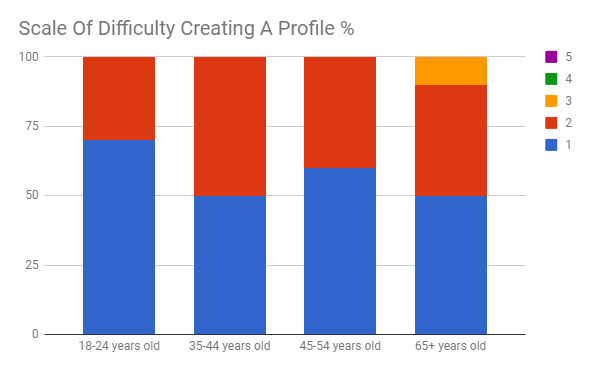 Scale Of Difficulty Creating A Profile %
100
75
50
25
0
18-24 years old
35-44 years old
45-54 years old
65+ years old
5
4
3
2
1